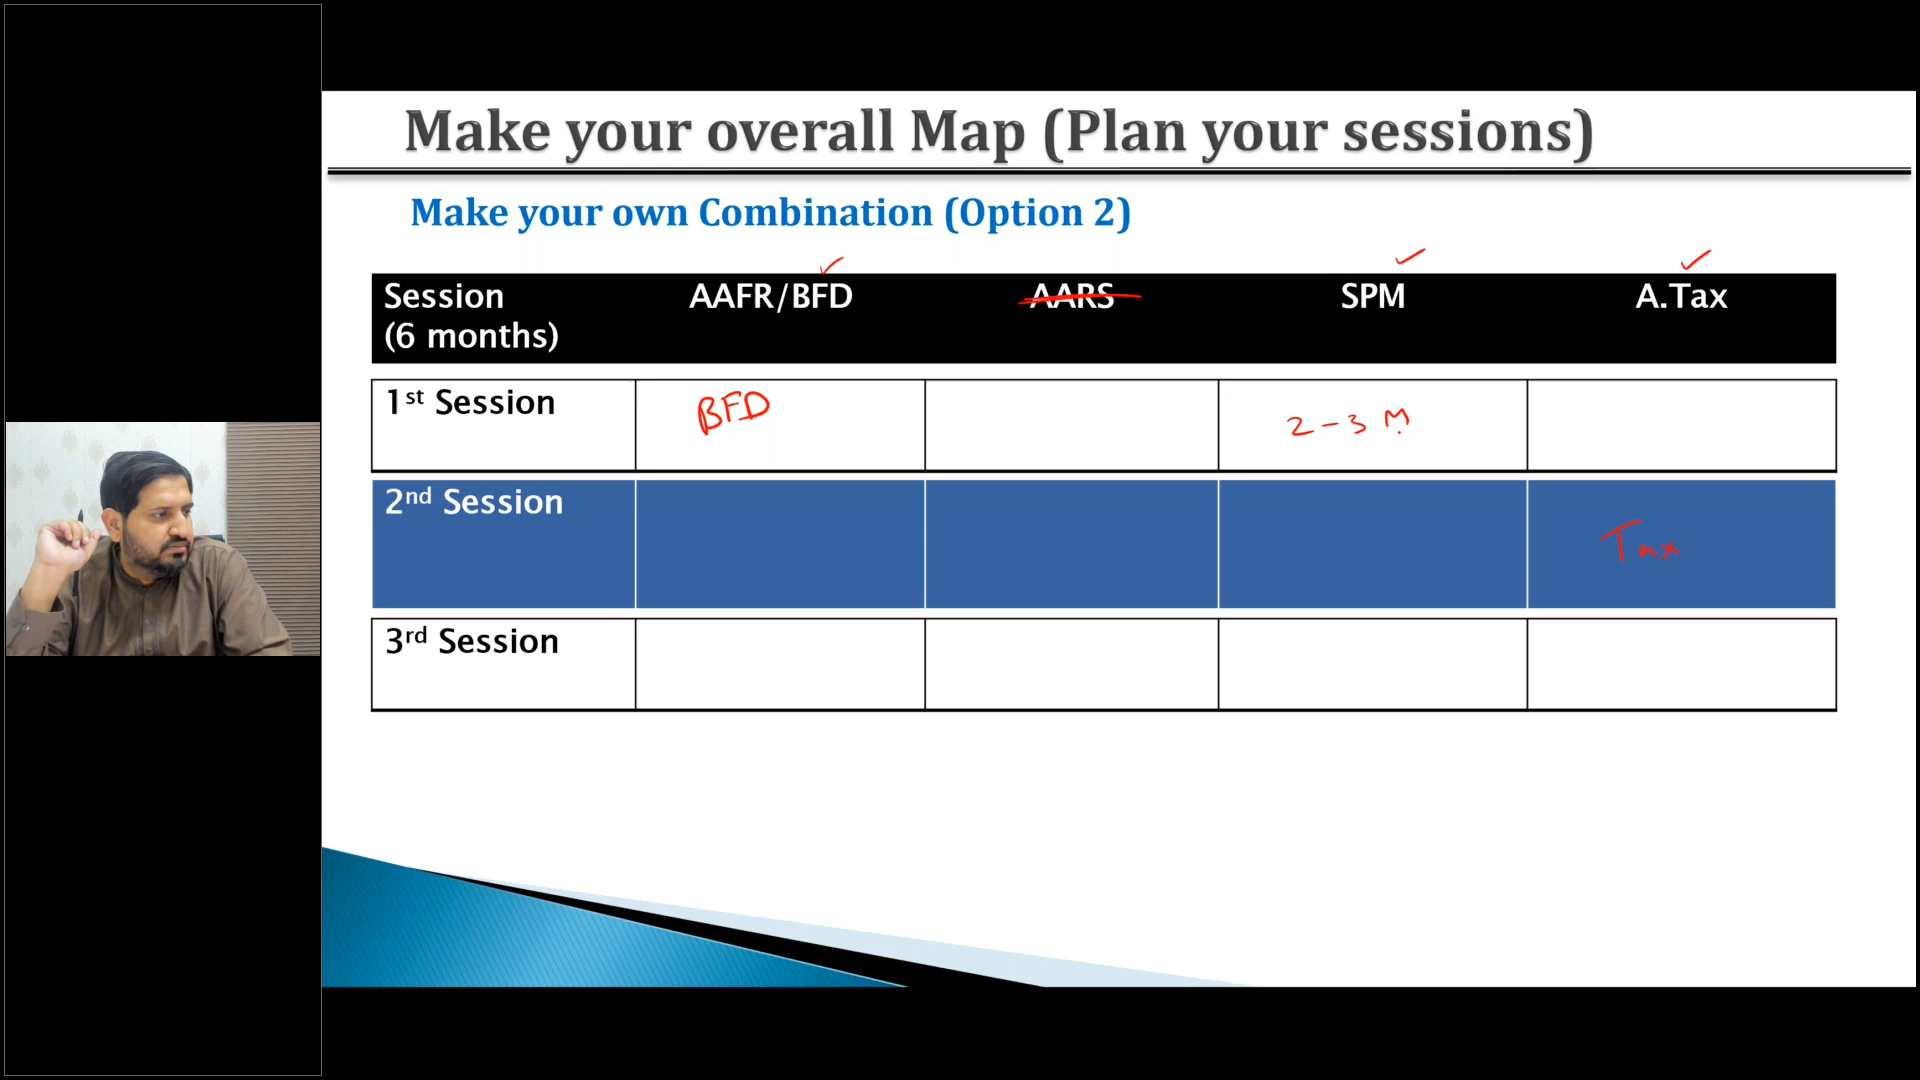 Make your overall Map (Plan your sessions)
Make your own Combination (Option 2)
Session AAFR/BFD AARS SPM A.Tax
(6 months)
1st Session BFD 2-3 M
2nd Session Tax
3rd Session